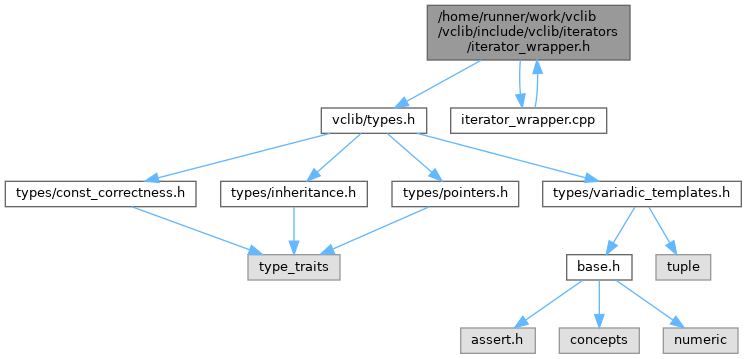 /home/runner/work/vclib
/vclib/include/vclib/iterators
/iterator_wrapper.h
vclib/types.h
iterator_wrapper.cpp
types/const_correctness.h
types/inheritance.h
types/pointers.h
types/variadic_templates.h
type_traits
base.h
tuple
assert.h
concepts
numeric